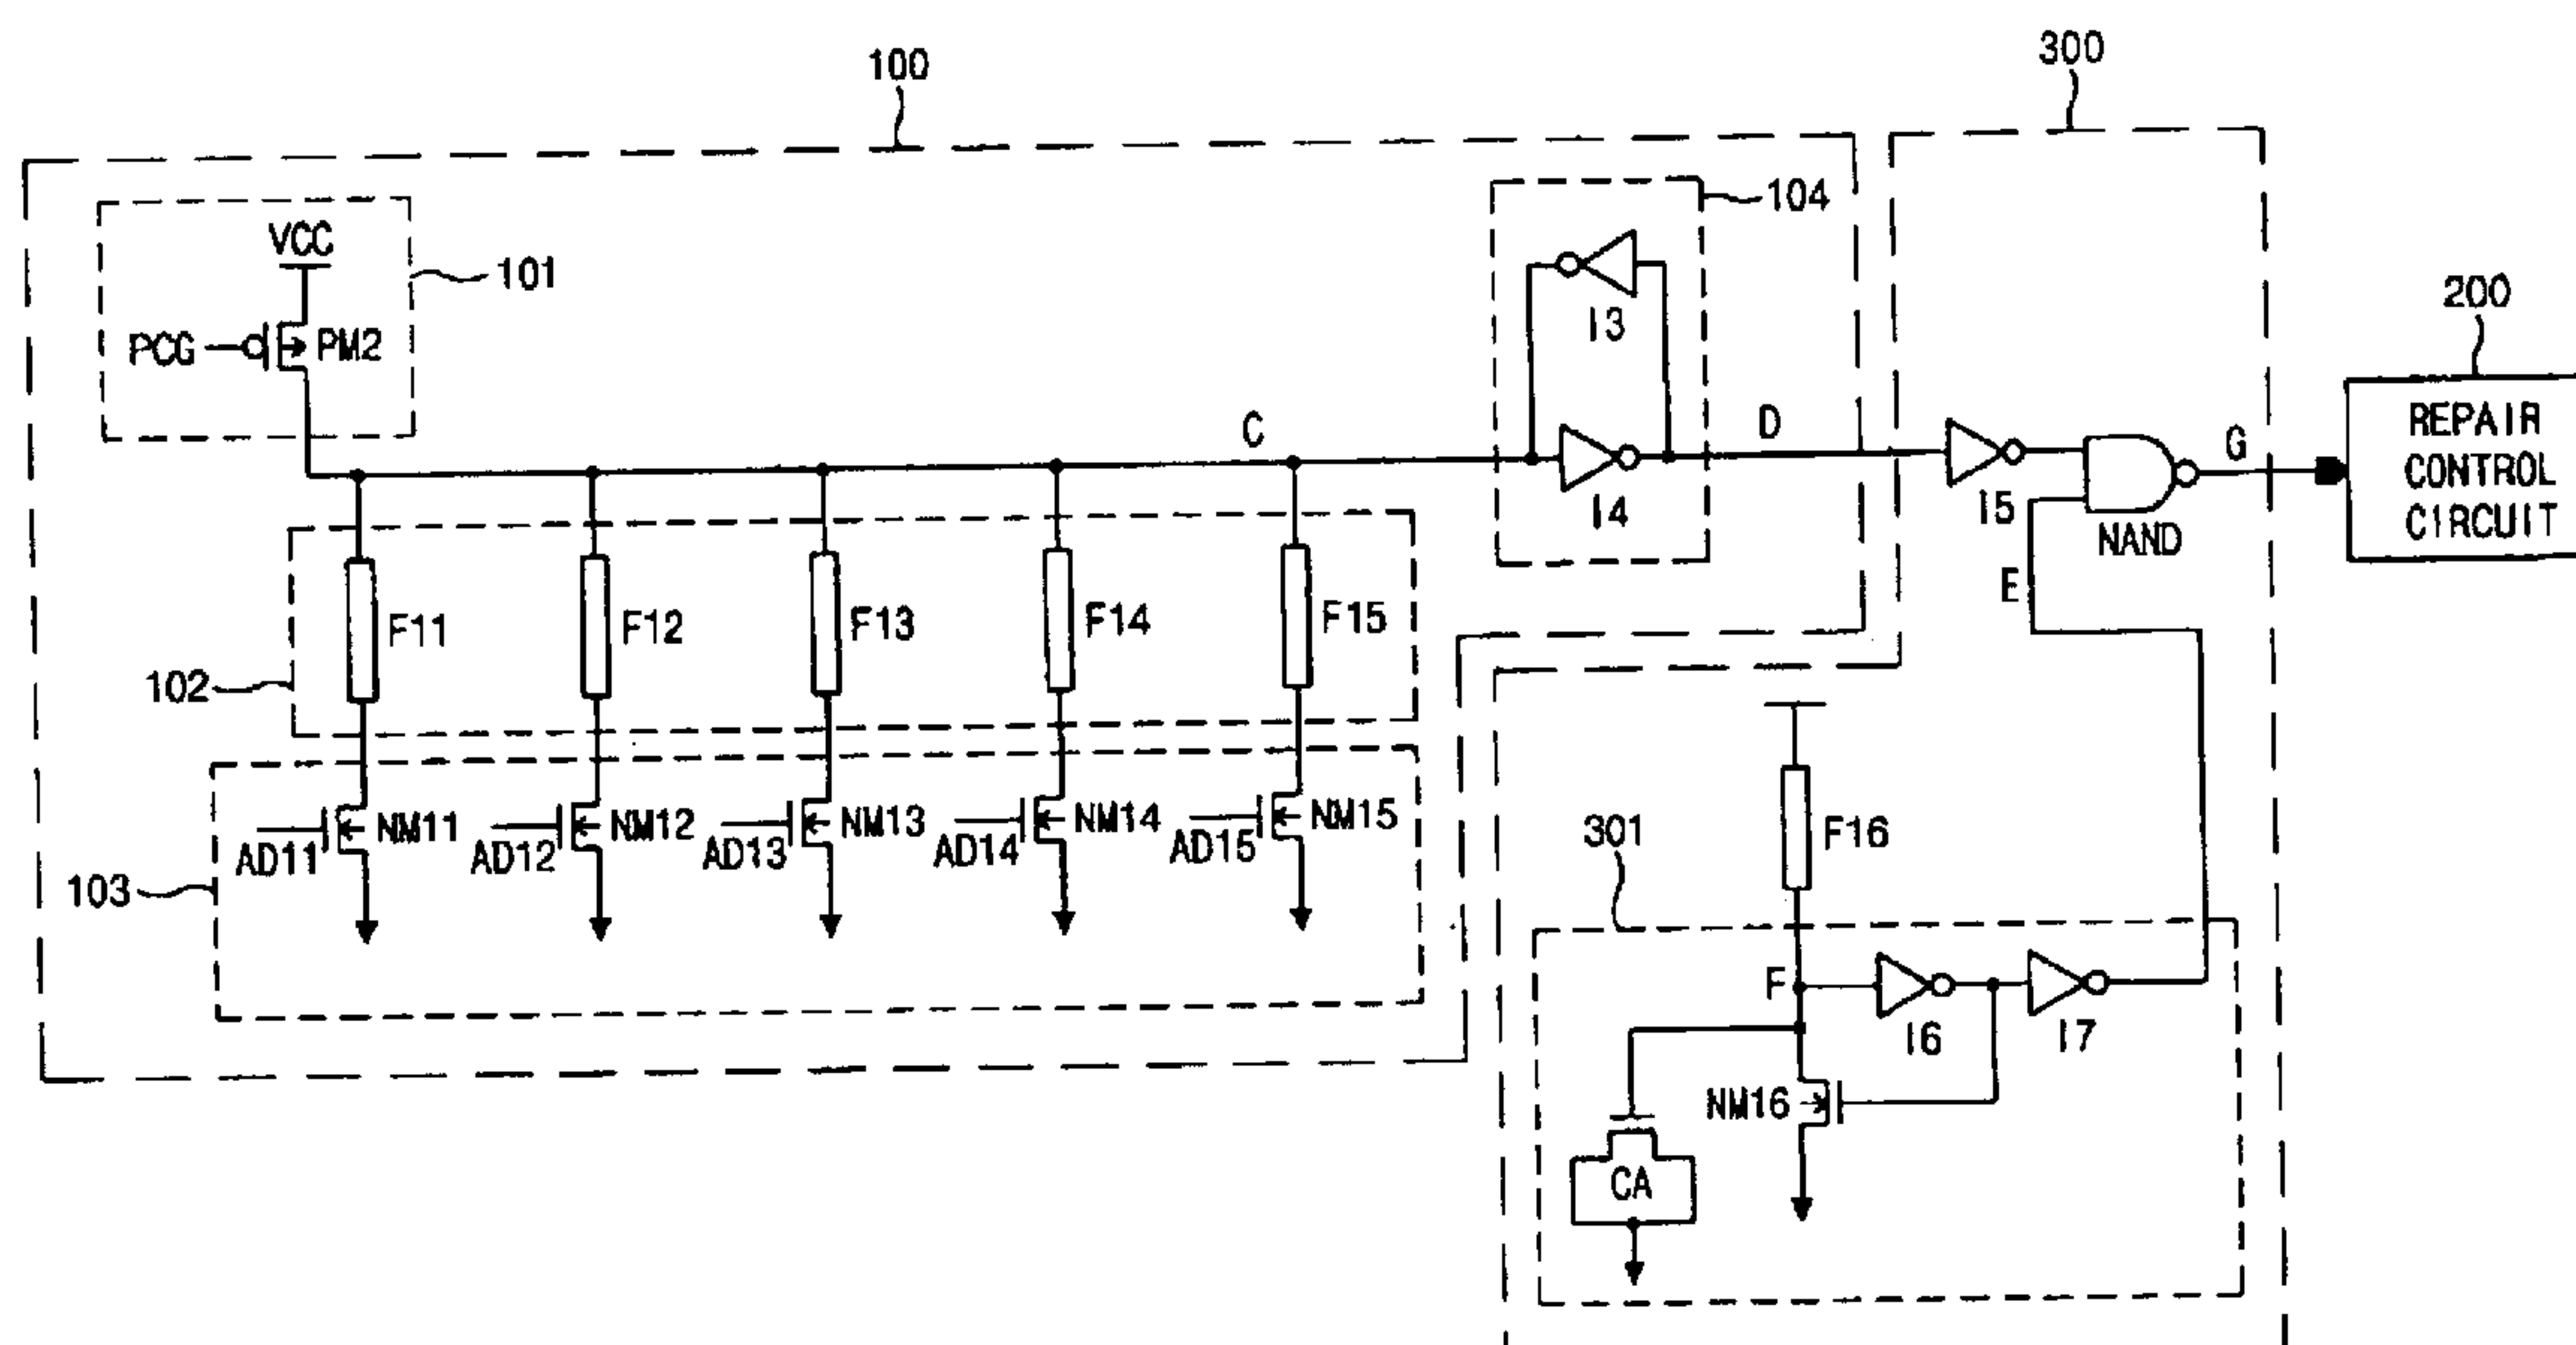 100
300
VCC
101
PCG
PM2
104
I3
200
C
D
I4
I5
NAND
G
REPAIR
CONTROL
CIRCUIT
E
F11
F12
F13
F14
F15
102
NM11
NM12
NM13
NM14
NM15
AD11
AD12
AD13
AD14
AD15
103
301
F16
F
I6
I7
NM16
CA